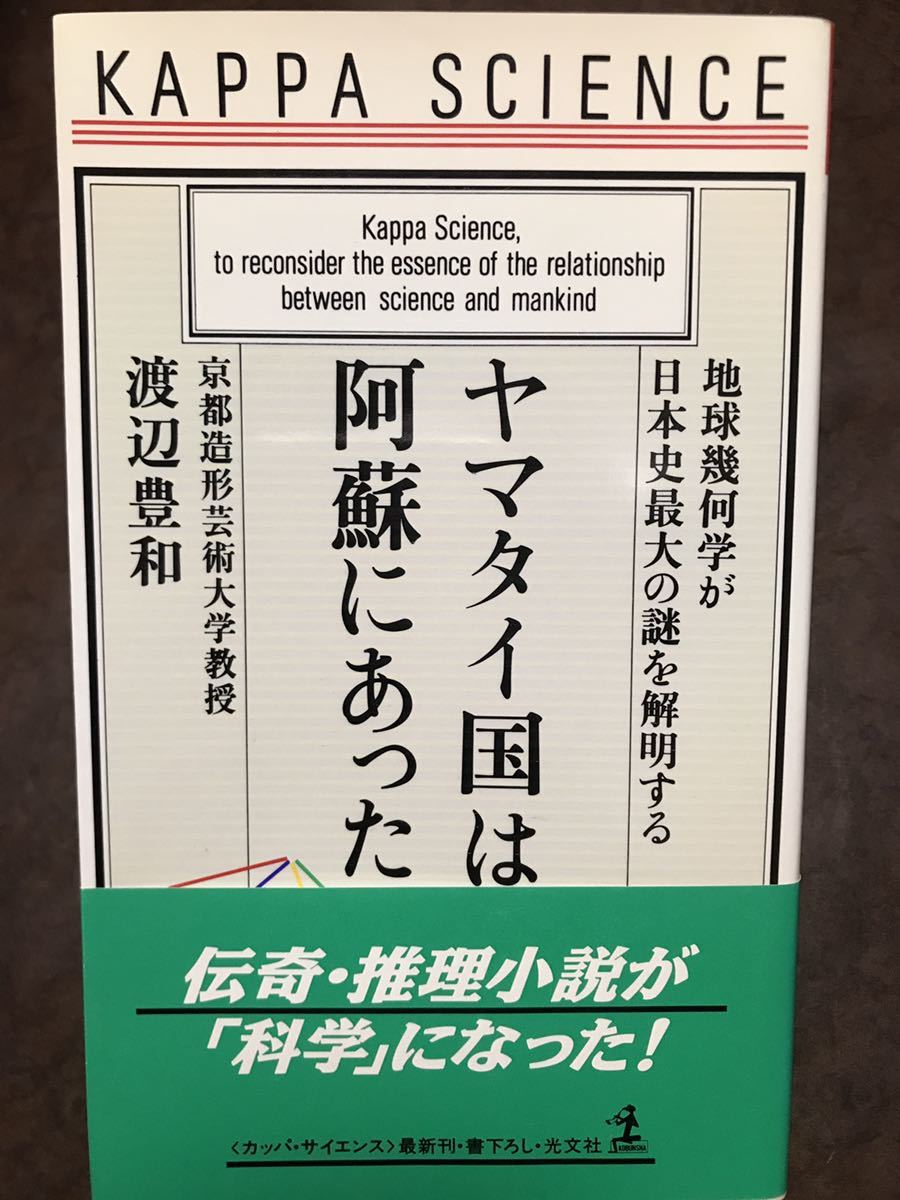 KAPPA SCIENCE
Kappa Science,
to reconsider the essence of the relationship
between science and mankind
地球幾何学が
日本史最大の謎を解明する
ヤマタイ国は
阿蘇にあった
京都造形芸術大学教授
渡辺豊和
伝奇・推理小説が
「科学」になった!
〈カッパ・サイエンス〉最新刊・書下ろし・光文社
KOBUNSHA